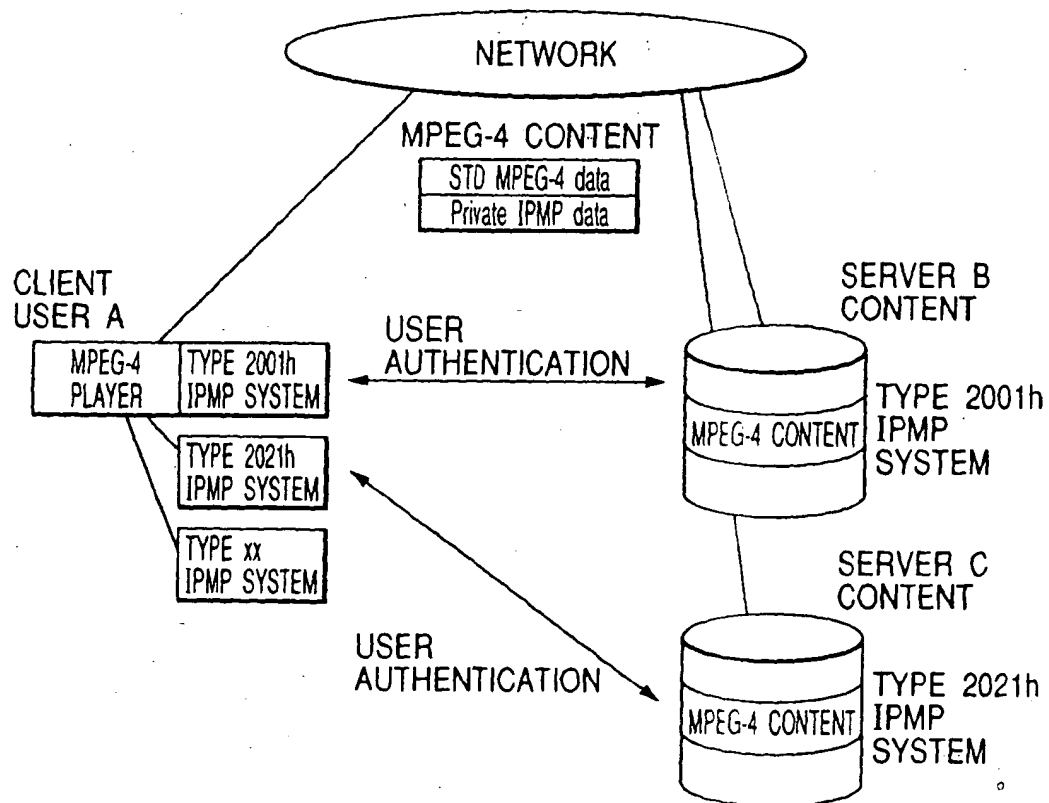 NETWORK
MPEG-4 CONTENT
STD MPEG-4 data
Private IPMP data
CLIENT
USER A
MPEG-4
PLAYER
TYPE 2001h
IPMP SYSTEM
TYPE 2021h
IPMP SYSTEM
TYPE xx
IPMP SYSTEM
USER
AUTHENTICATION
SERVER B
CONTENT
MPEG-4 CONTENT
TYPE 2001h
IPMP
SYSTEM
USER
AUTHENTICATION
SERVER C
CONTENT
MPEG-4 CONTENT
TYPE 2021h
IPMP
SYSTEM